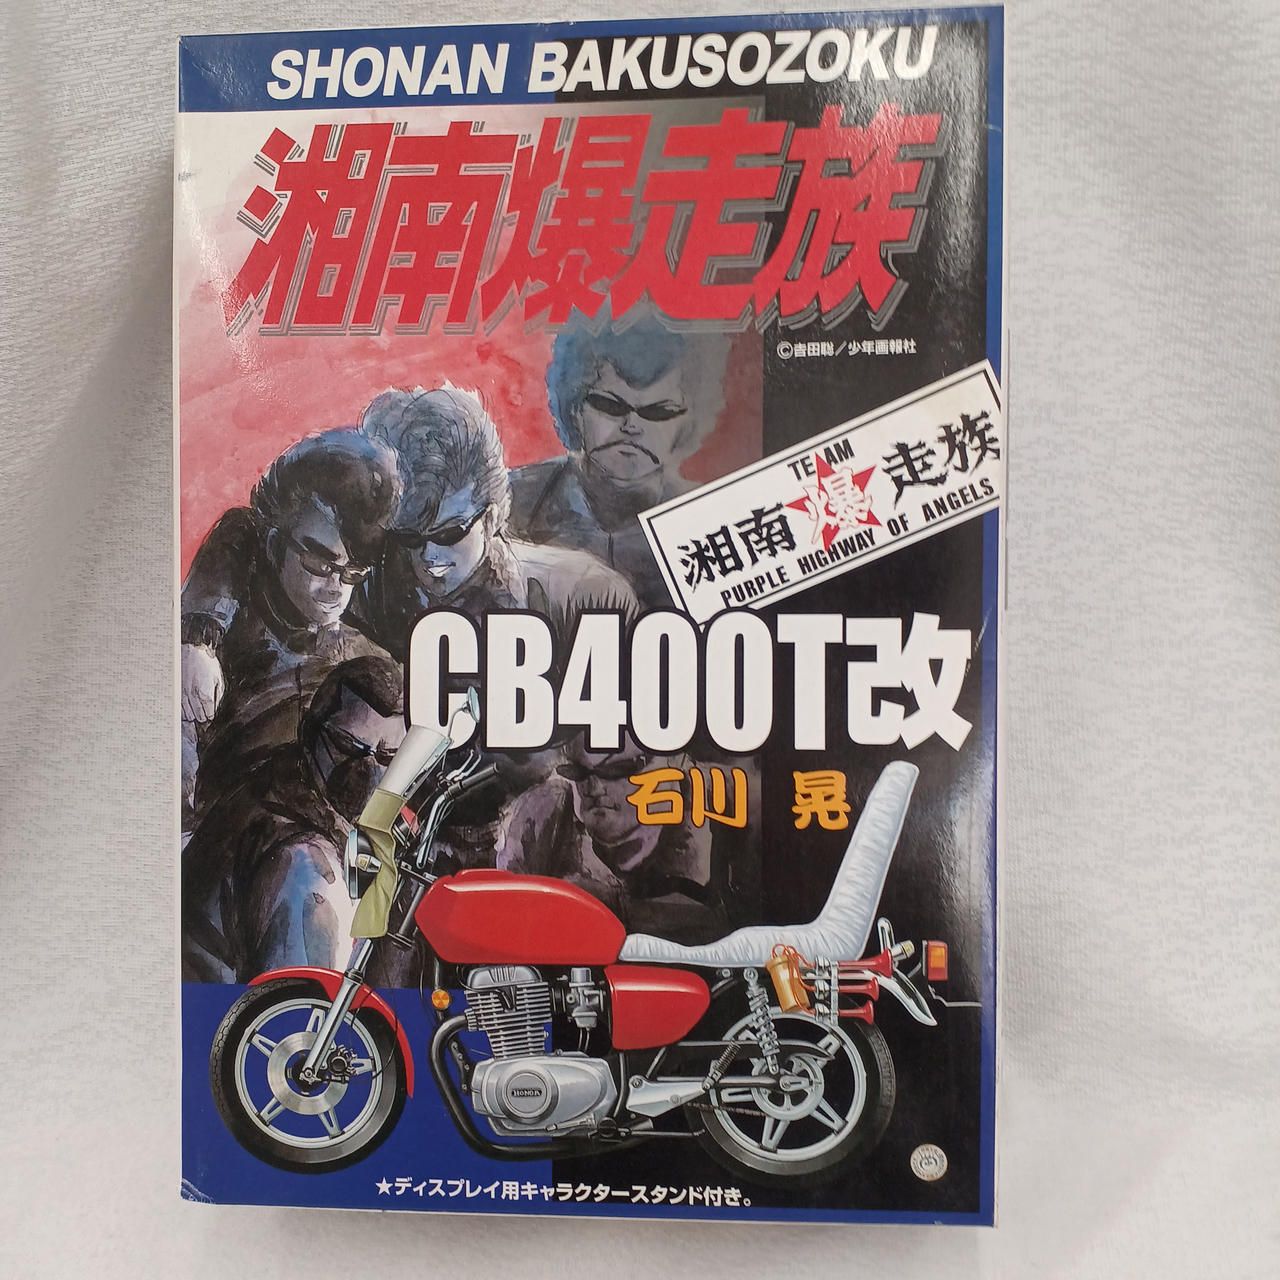 SHONAN BAKUSOZOKU
湘南爆走族
©吉田聡／少年画報社
TEAM
湘南爆走族
PURPLE HIGHWAY OF ANGELS
CB400T改
石川 晃
HONDA
★ディスプレイ用キャラクタースタンド付き。